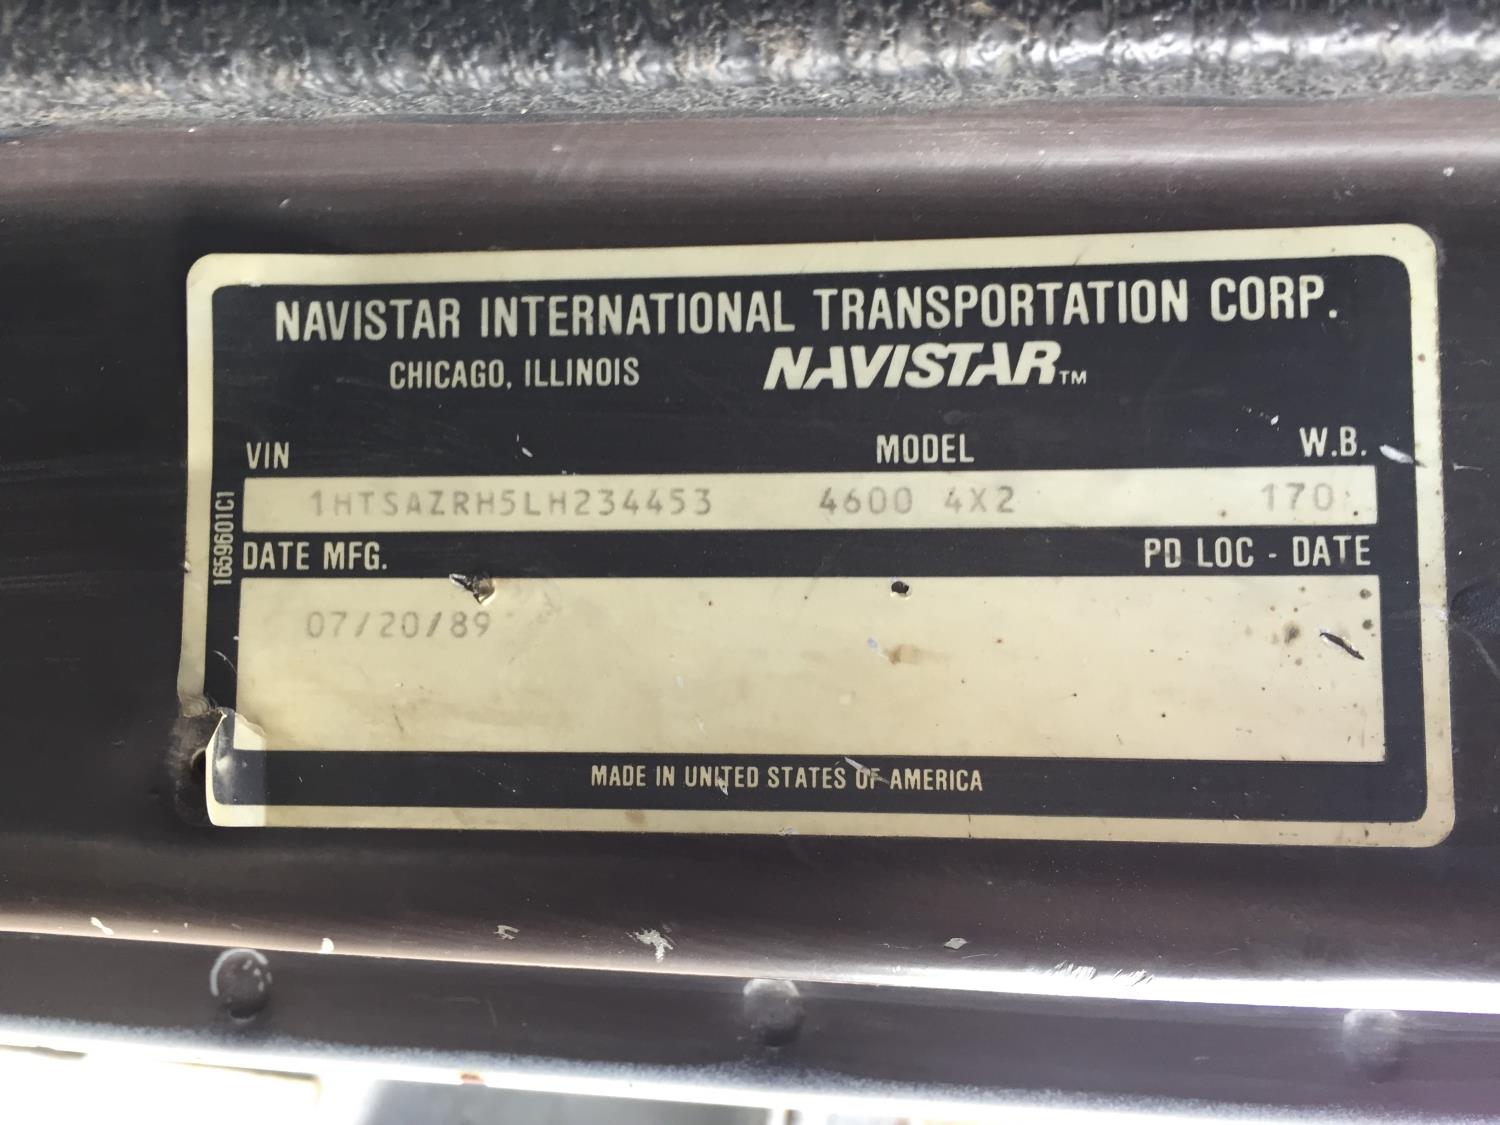 NAVISTAR INTERNATIONAL TRANSPORTATION CORP.
CHICAGO, ILLINOIS NAVISTAR™
VIN MODEL W.B.
1HTSAZRH5LH234453 4600 4X2 170
1659601C1
DATE MFG. PD LOC - DATE
07/20/89
MADE IN UNITED STATES OF AMERICA